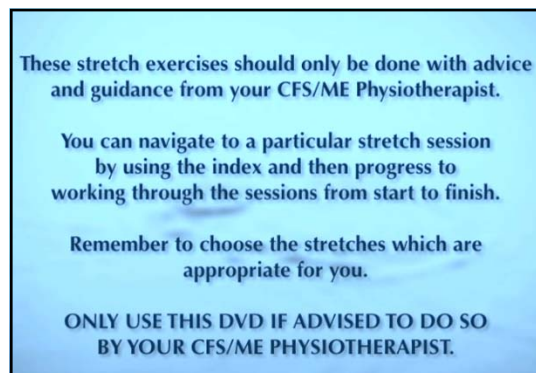 These stretch exercises should only be done with advice
and guidance from your CFS/ME Physiotherapist.
You can navigate to a particular stretch session
by using the index and then progress to
working through the sessions from start to finish.
Remember to choose the stretches which are
appropriate for you.
ONLY USE THIS DVD IF ADVISED TO DO SO
BY YOUR CFS/ME PHYSIOTHERAPIST.